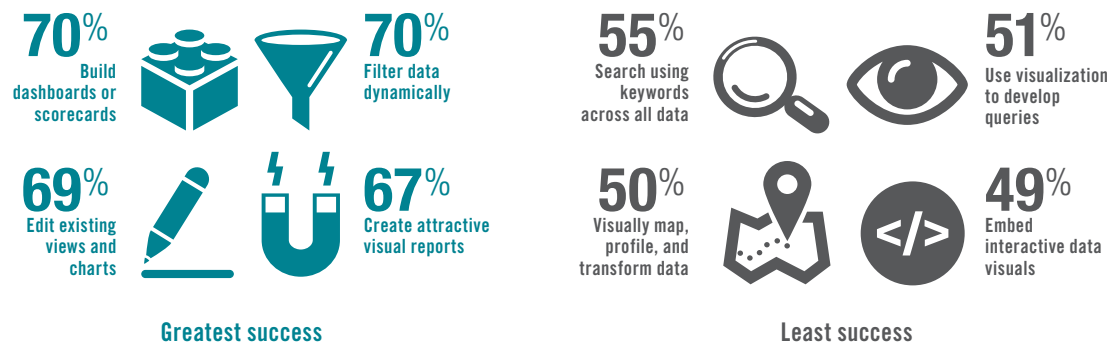 70%
Build
dashboards or
scorecards
70%
Filter data
dynamically
69%
Edit existing
views and
charts
67%
Create attractive
visual reports
Greatest success
55%
Search using
keywords
across all data
51%
Use visualization
to develop
queries
50%
Visually map,
profile, and
transform data
</>
49%
Embed
interactive data
visuals
Least success